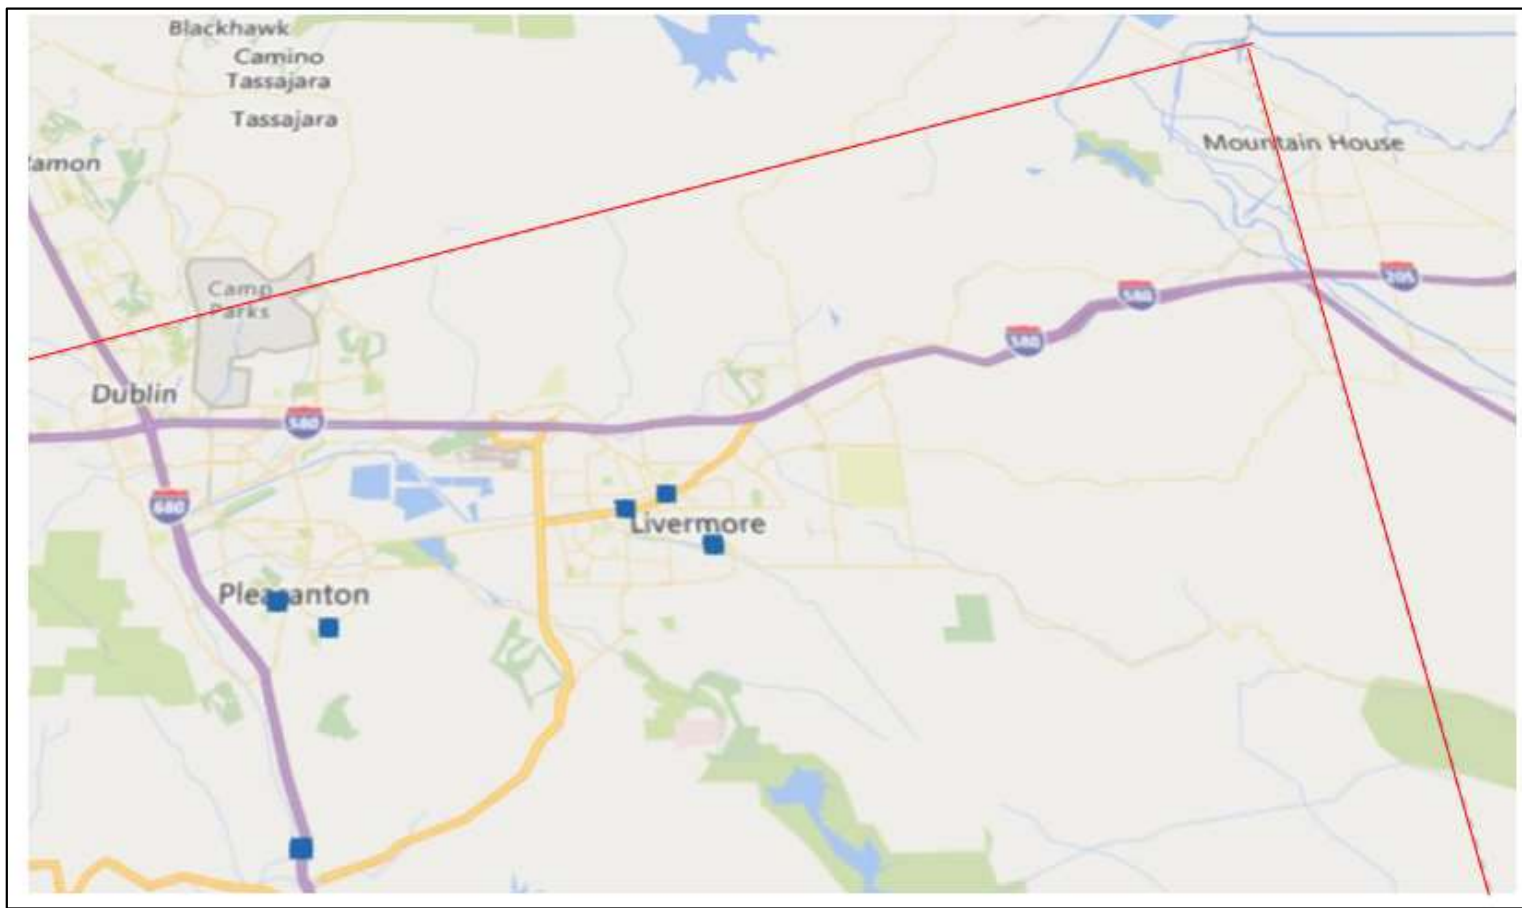 Blackhawk
Camino
Tassajara
Tassajara
Mountain House
amon
205
Camp
Parks
580
580
Dublin
580
680
Livermore
Pleasanton